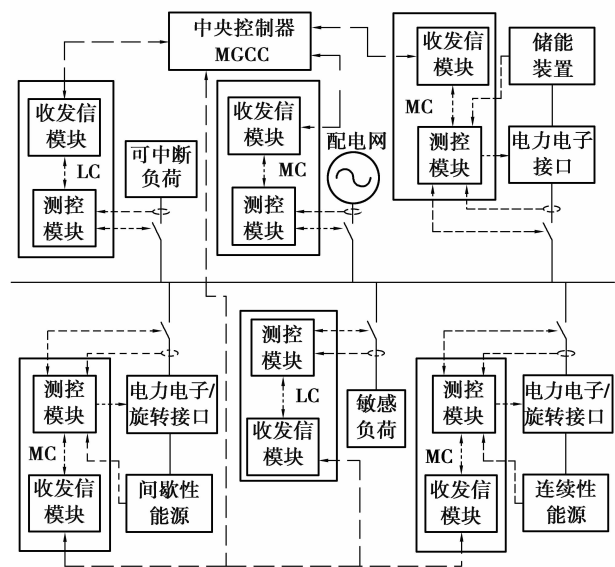 中央控制器
MGCC
收发信
模块
LC
测控
模块
可中断
负荷
收发信
模块
MC
测控
模块
配电网
收发信
模块
MC
测控
模块
储能
装置
电力电子
接口
测控
模块
MC
收发信
模块
电力电子/
旋转接口
间歇性
能源
测控
模块
LC
收发信
模块
敏感
负荷
测控
模块
MC
收发信
模块
电力电子/
旋转接口
连续性
能源